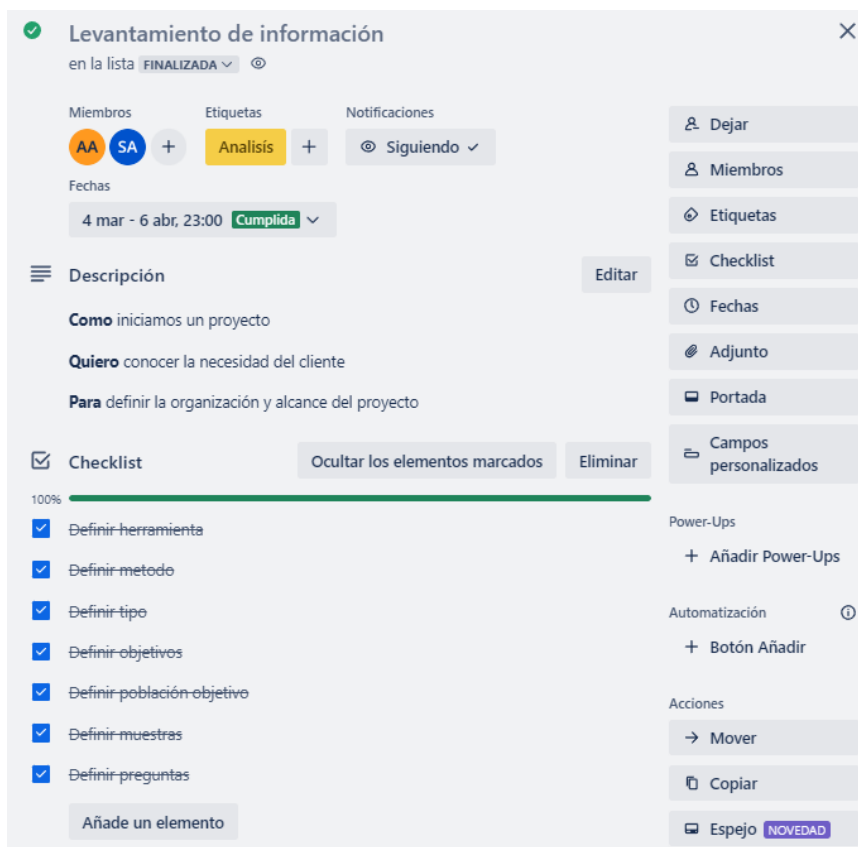 Levantamiento de información
en la lista FINALIZADA
Miembros
Etiquetas
Notificaciones
AA SA +
Analisís +
Siguiendo
Fechas
4 mar - 6 abr, 23:00 Cumplida
Descripción
Editar
Como iniciamos un proyecto
Quiero conocer la necesidad del cliente
Para definir la organización y alcance del proyecto
Checklist
Ocultar los elementos marcados
Eliminar
100%
Definir herramienta
Definir metodo
Definir tipo
Definir objetivos
Definir población objetivo
Definir muestras
Definir preguntas
Añade un elemento
Dejar
Miembros
Etiquetas
Checklist
Fechas
Adjunto
Portada
Campos
personalizados
Power-Ups
+ Añadir Power-Ups
Automatización
+ Botón Añadir
Acciones
Mover
Copiar
Espejo NOVEDAD